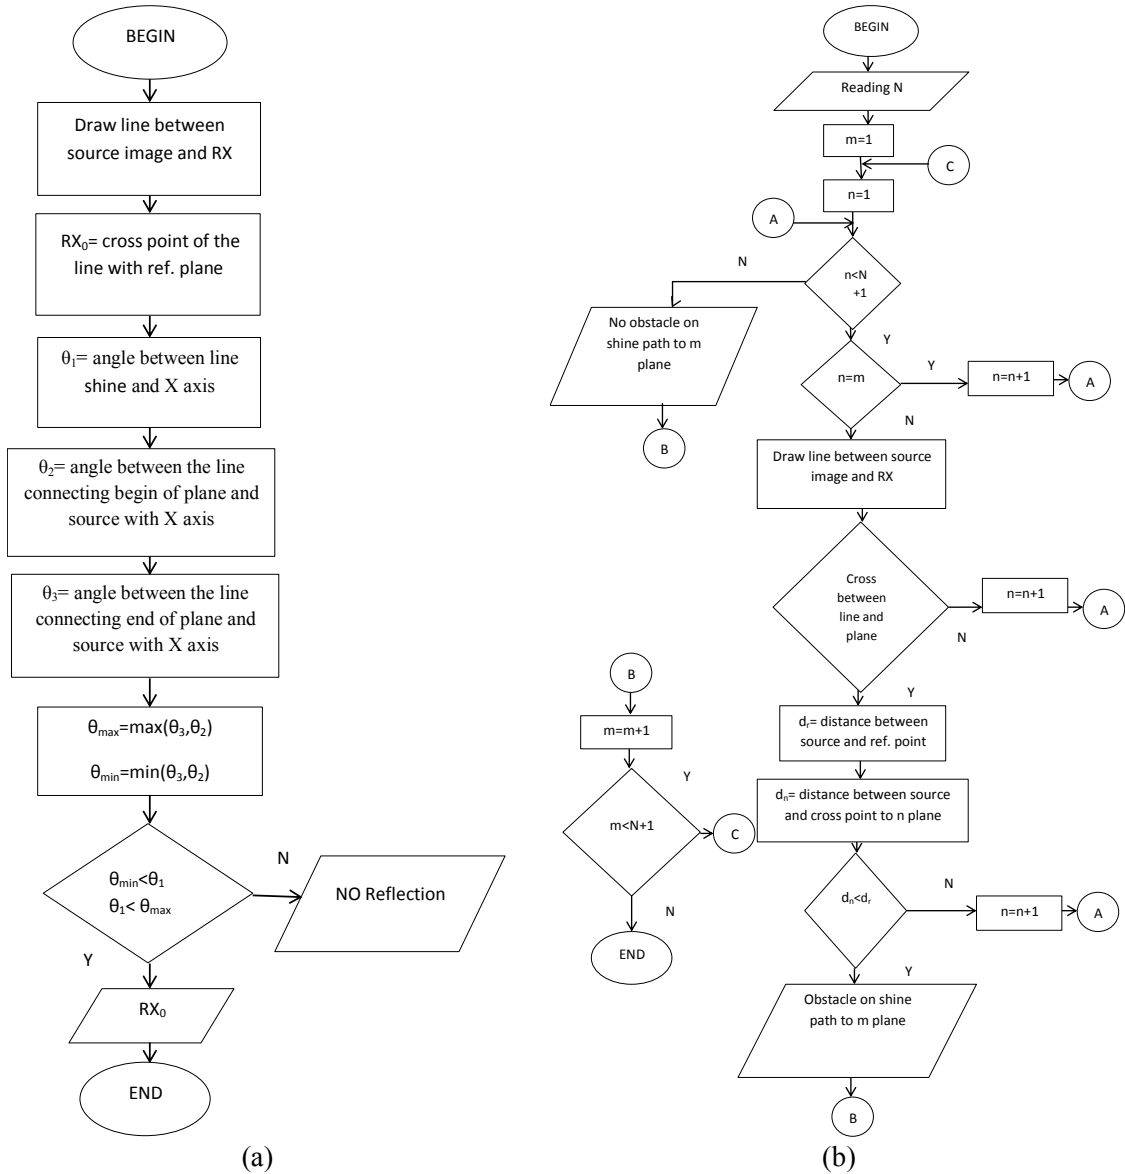 BEGIN
Draw line between
source image and RX
RX₀= cross point of the
line with ref. plane
θ₁= angle between line
shine and X axis
θ₂= angle between the line
connecting begin of plane and
source with X axis
θ₃= angle between the line
connecting end of plane and
source with X axis
θmax=max(θ₃,θ₂)
θmin=min(θ₃,θ₂)
θmin<θ₁
θ₁< θmax
N
NO Reflection
Y
RX₀
END
(a)
BEGIN
Reading N
m=1
C
n=1
A
n<N
+1
N
No obstacle on
shine path to m
plane
B
Y
n=m
Y
n=n+1
A
N
Draw line between source
image and RX
Cross
between
line and
plane
N
n=n+1
A
Y
dᵣ= distance between
source and ref. point
dₙ= distance between source
and cross point to n plane
dₙ<dᵣ
N
n=n+1
A
Y
Obstacle on shine
path to m plane
B
B
m=m+1
m<N+1
Y
C
N
END
(b)